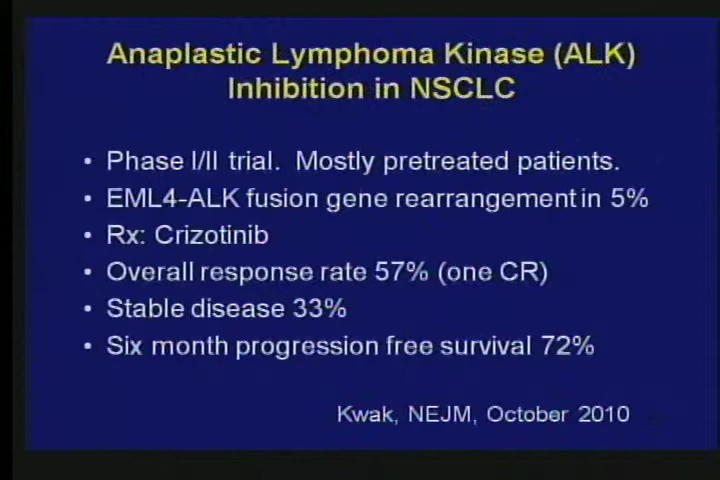 Anaplastic Lymphoma Kinase (ALK)
Inhibition in NSCLC
• Phase I/II trial. Mostly pretreated patients.
• EML4-ALK fusion gene rearrangement in 5%
• Rx: Crizotinib
• Overall response rate 57% (one CR)
• Stable disease 33%
• Six month progression free survival 72%
Kwak, NEJM, October 2010